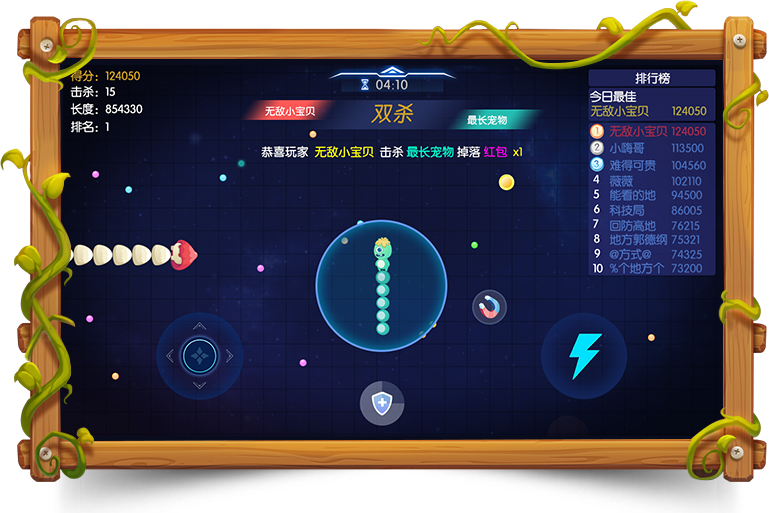 得分：124050
击杀：15
长度：854330
排名：1
04:10
无敌小宝贝
双杀
最长宠物
恭喜玩家 无敌小宝贝 击杀 最长宠物 掉落 红包 x1
排行榜
今日最佳
无敌小宝贝 124050
1 无敌小宝贝 124050
2 小嗨哥 113500
3 难得可贵 104560
4 薇薇 102110
5 能看的地 94500
6 科技局 86005
7 回防高地 76215
8 地方郭德纲 75321
9 @方式@ 74325
10 %个地方个 73200